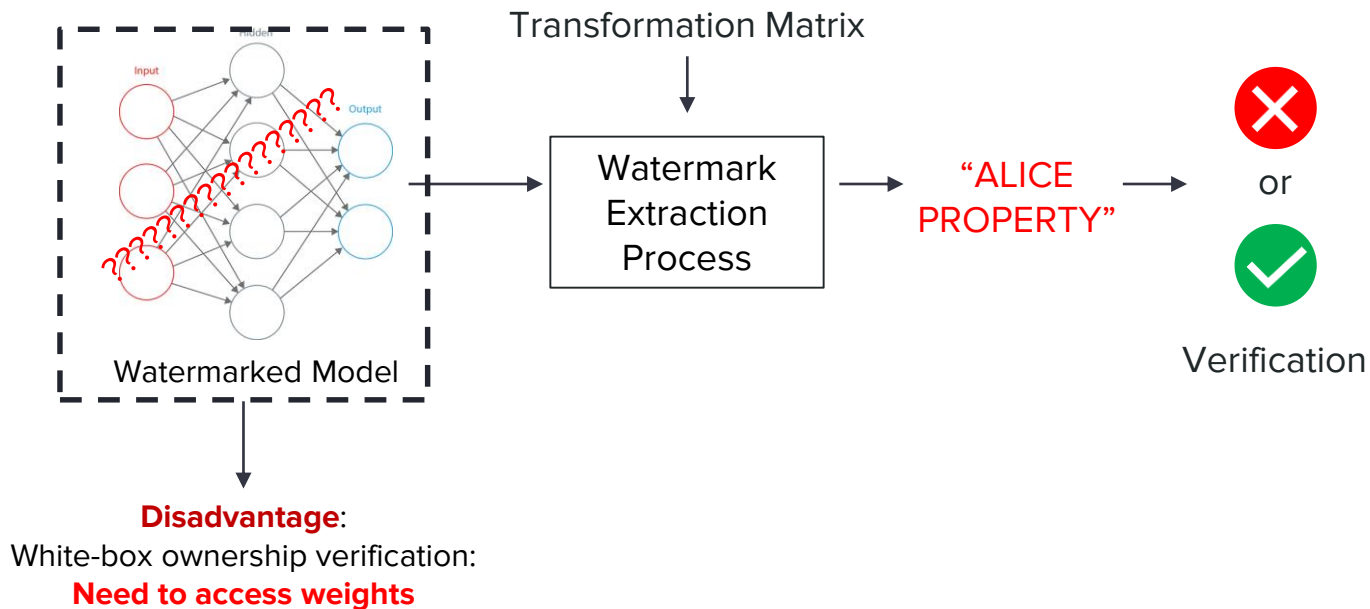 Transformation Matrix
Hidden
Input
Output
?????????????????
Watermark
Extraction
Process
“ALICE
PROPERTY”
or
Verification
Watermarked Model
Disadvantage:
White-box ownership verification:
Need to access weights